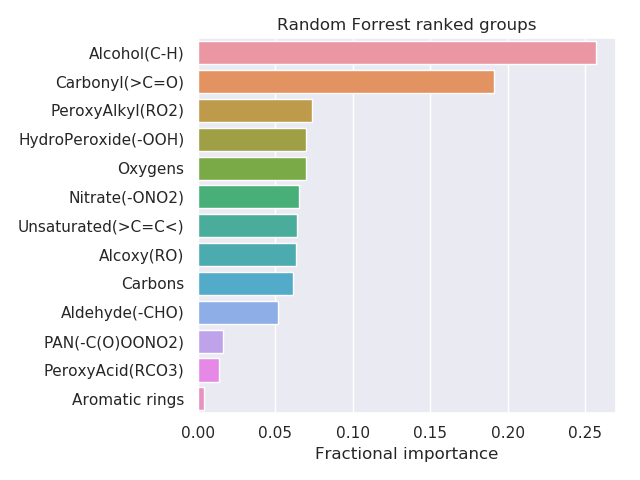 Random Forrest ranked groups
Alcohol(C-H)
Carbonyl(>C=O)
PeroxyAlkyl(RO2)
HydroPeroxide(-OOH)
Oxygens
Nitrate(-ONO2)
Unsaturated(>C=C<)
Alcoxy(RO)
Carbons
Aldehyde(-CHO)
PAN(-C(O)OONO2)
PeroxyAcid(RCO3)
Aromatic rings
0.00 0.05 0.10 0.15 0.20 0.25
Fractional importance